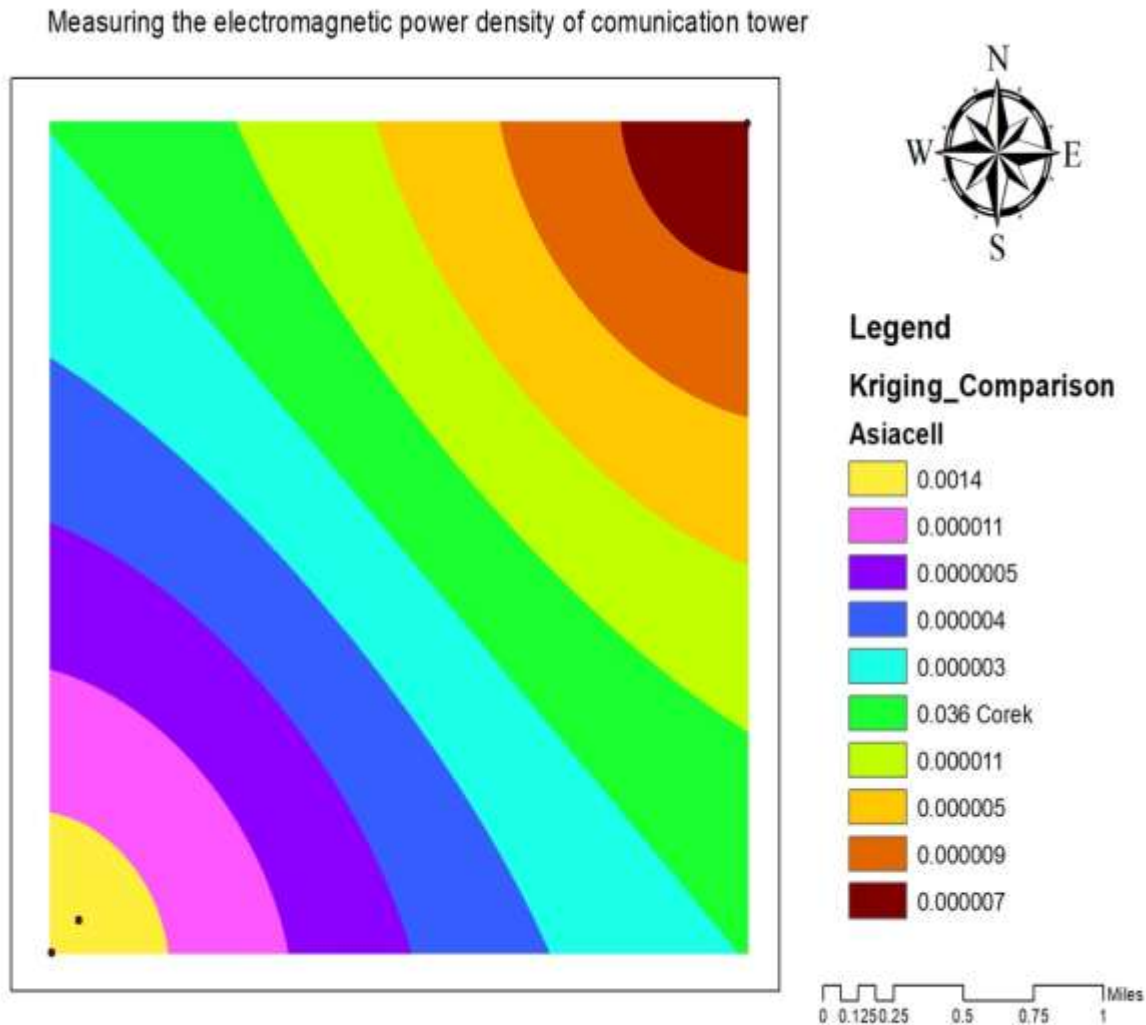 Measuring the electromagnetic power density of comunication tower
N
W E
S
Legend
Kriging_Comparison
Asiacell
0.0014
0.000011
0.0000005
0.000004
0.000003
0.036 Corek
0.000011
0.000005
0.000009
0.000007
Miles
0 0.1250.25 0.5 0.75 1